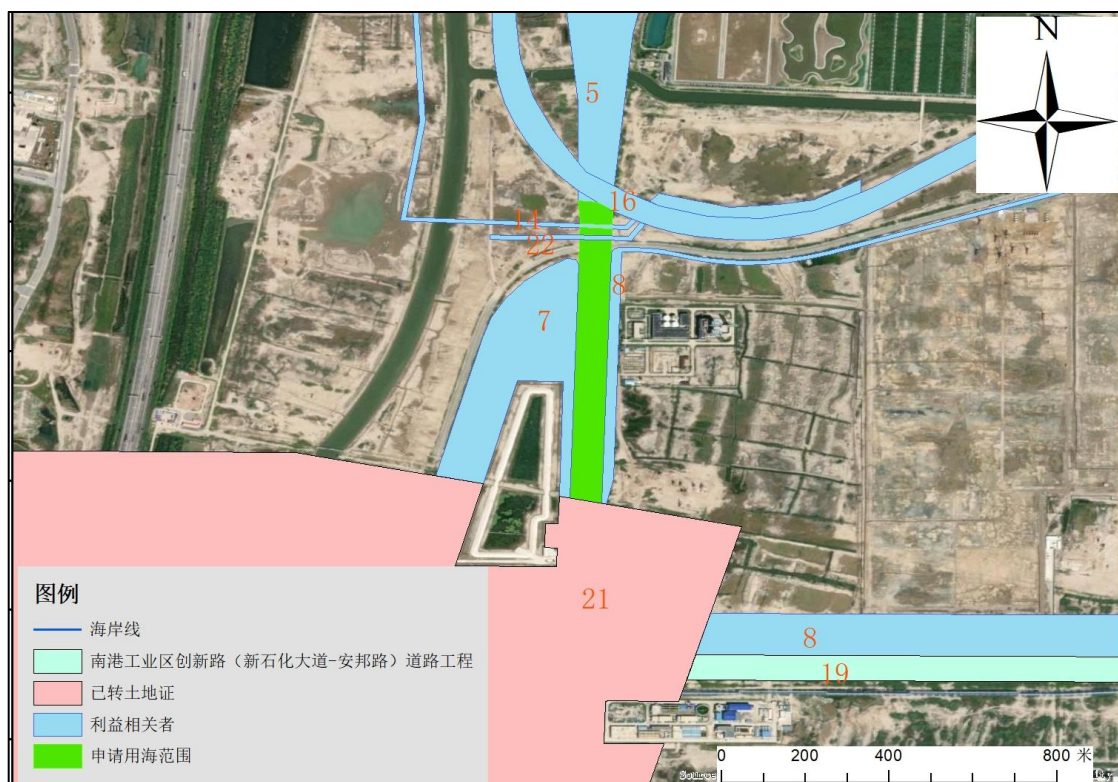 N
5
16
14
22
8
7
21
8
19
图例
海岸线
南港工业区创新路（新石化大道-安邦路）道路工程
已转土地证
利益相关者
申请用海范围
0 200 400 800 米